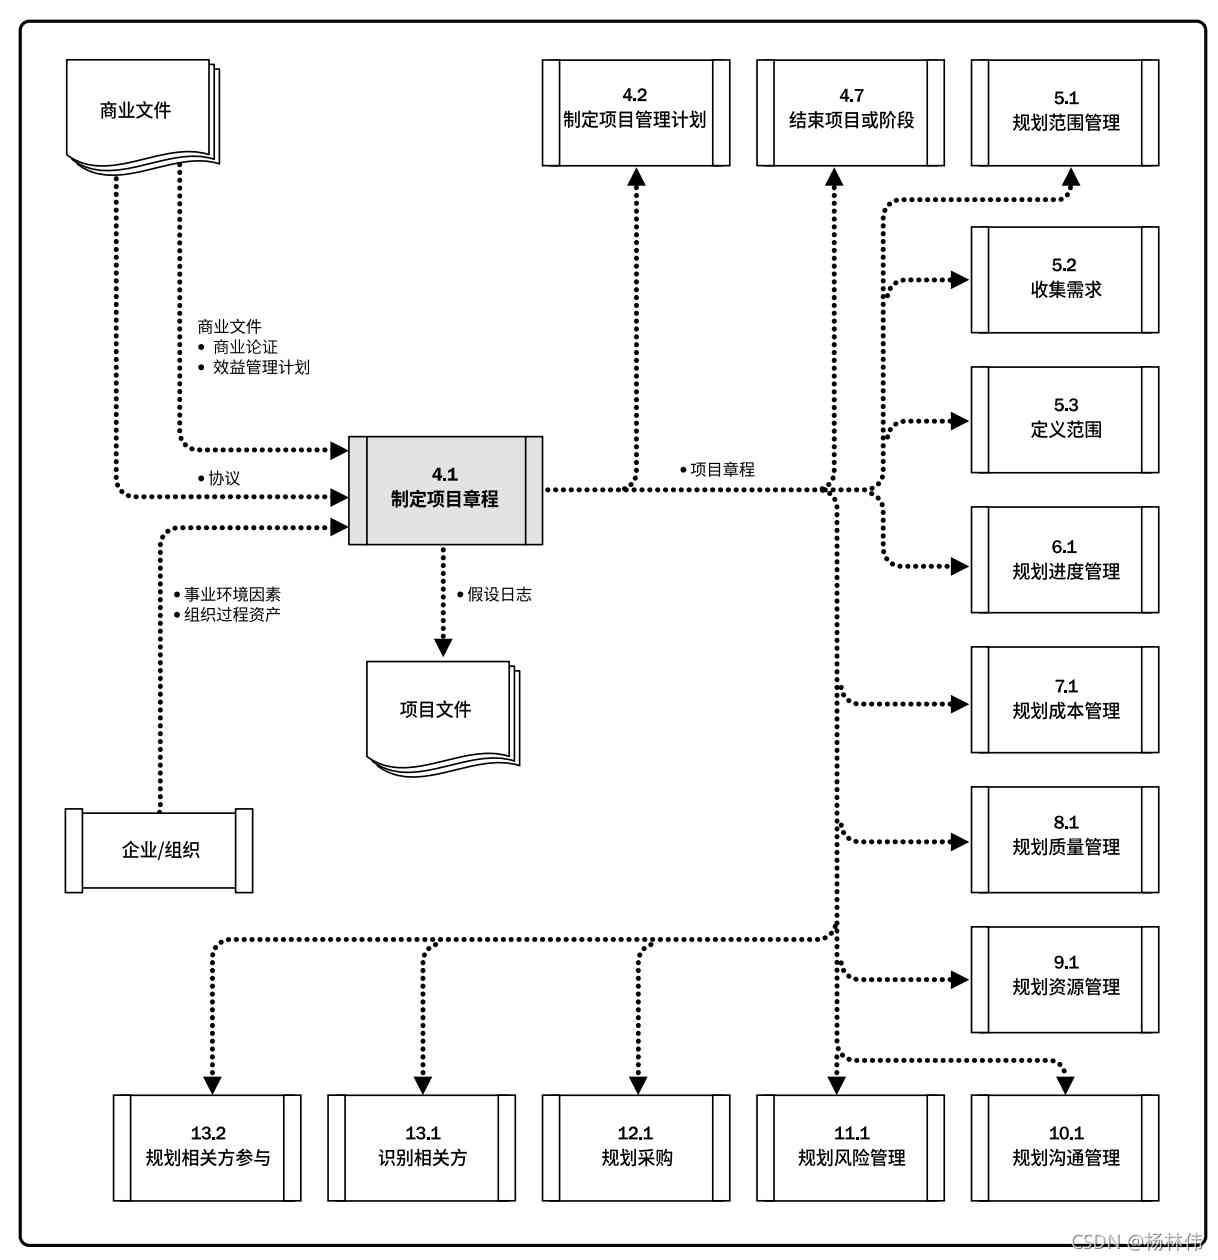 商业文件
4.2
制定项目管理计划
4.7
结束项目或阶段
5.1
规划范围管理
5.2
收集需求
商业文件
• 商业论证
• 效益管理计划
5.3
定义范围
• 协议
4.1
制定项目章程
• 项目章程
6.1
规划进度管理
• 事业环境因素
• 组织过程资产
• 假设日志
项目文件
7.1
规划成本管理
企业/组织
8.1
规划质量管理
9.1
规划资源管理
13.2
规划相关方参与
13.1
识别相关方
12.1
规划采购
11.1
规划风险管理
10.1
规划沟通管理
CSDN @杨林伟